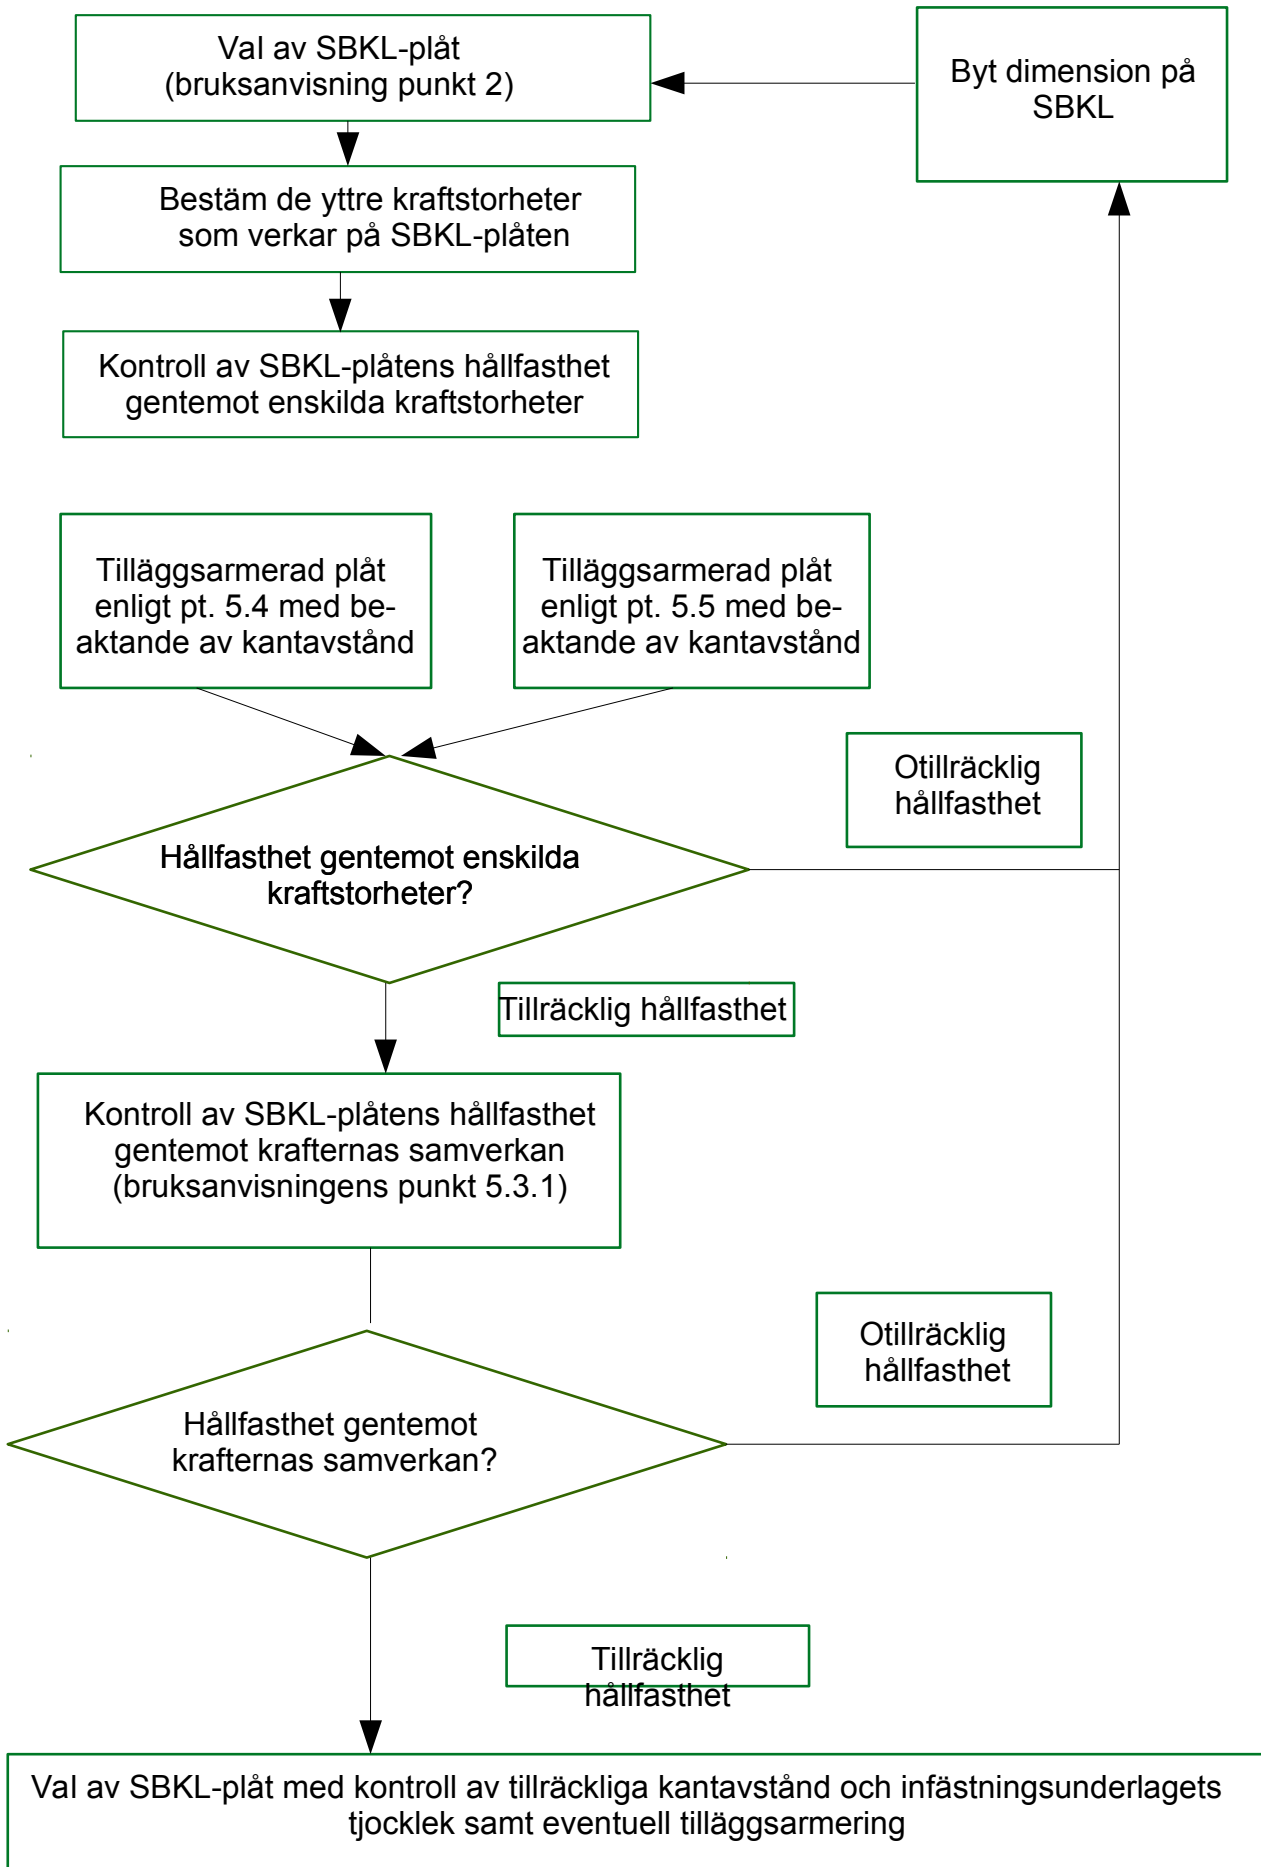 Val av SBKL-plåt
(bruksanvisning punkt 2)
Byt dimension på
SBKL
Bestäm de yttre kraftstorheter
som verkar på SBKL-plåten
Kontroll av SBKL-plåtens hållfasthet
gentemot enskilda kraftstorheter
Tilläggsarmerad plåt
enligt pt. 5.4 med be-
aktande av kantavstånd
Tilläggsarmerad plåt
enligt pt. 5.5 med be-
aktande av kantavstånd
Otillräcklig
hållfasthet
Hållfasthet gentemot enskilda
kraftstorheter?
Tillräcklig hållfasthet
Kontroll av SBKL-plåtens hållfasthet
gentemot krafternas samverkan
(bruksanvisningens punkt 5.3.1)
Otillräcklig
hållfasthet
Hållfasthet gentemot
krafternas samverkan?
Tillräcklig
hållfasthet
Val av SBKL-plåt med kontroll av tillräckliga kantavstånd och infästningsunderlagets
tjocklek samt eventuell tilläggsarmering